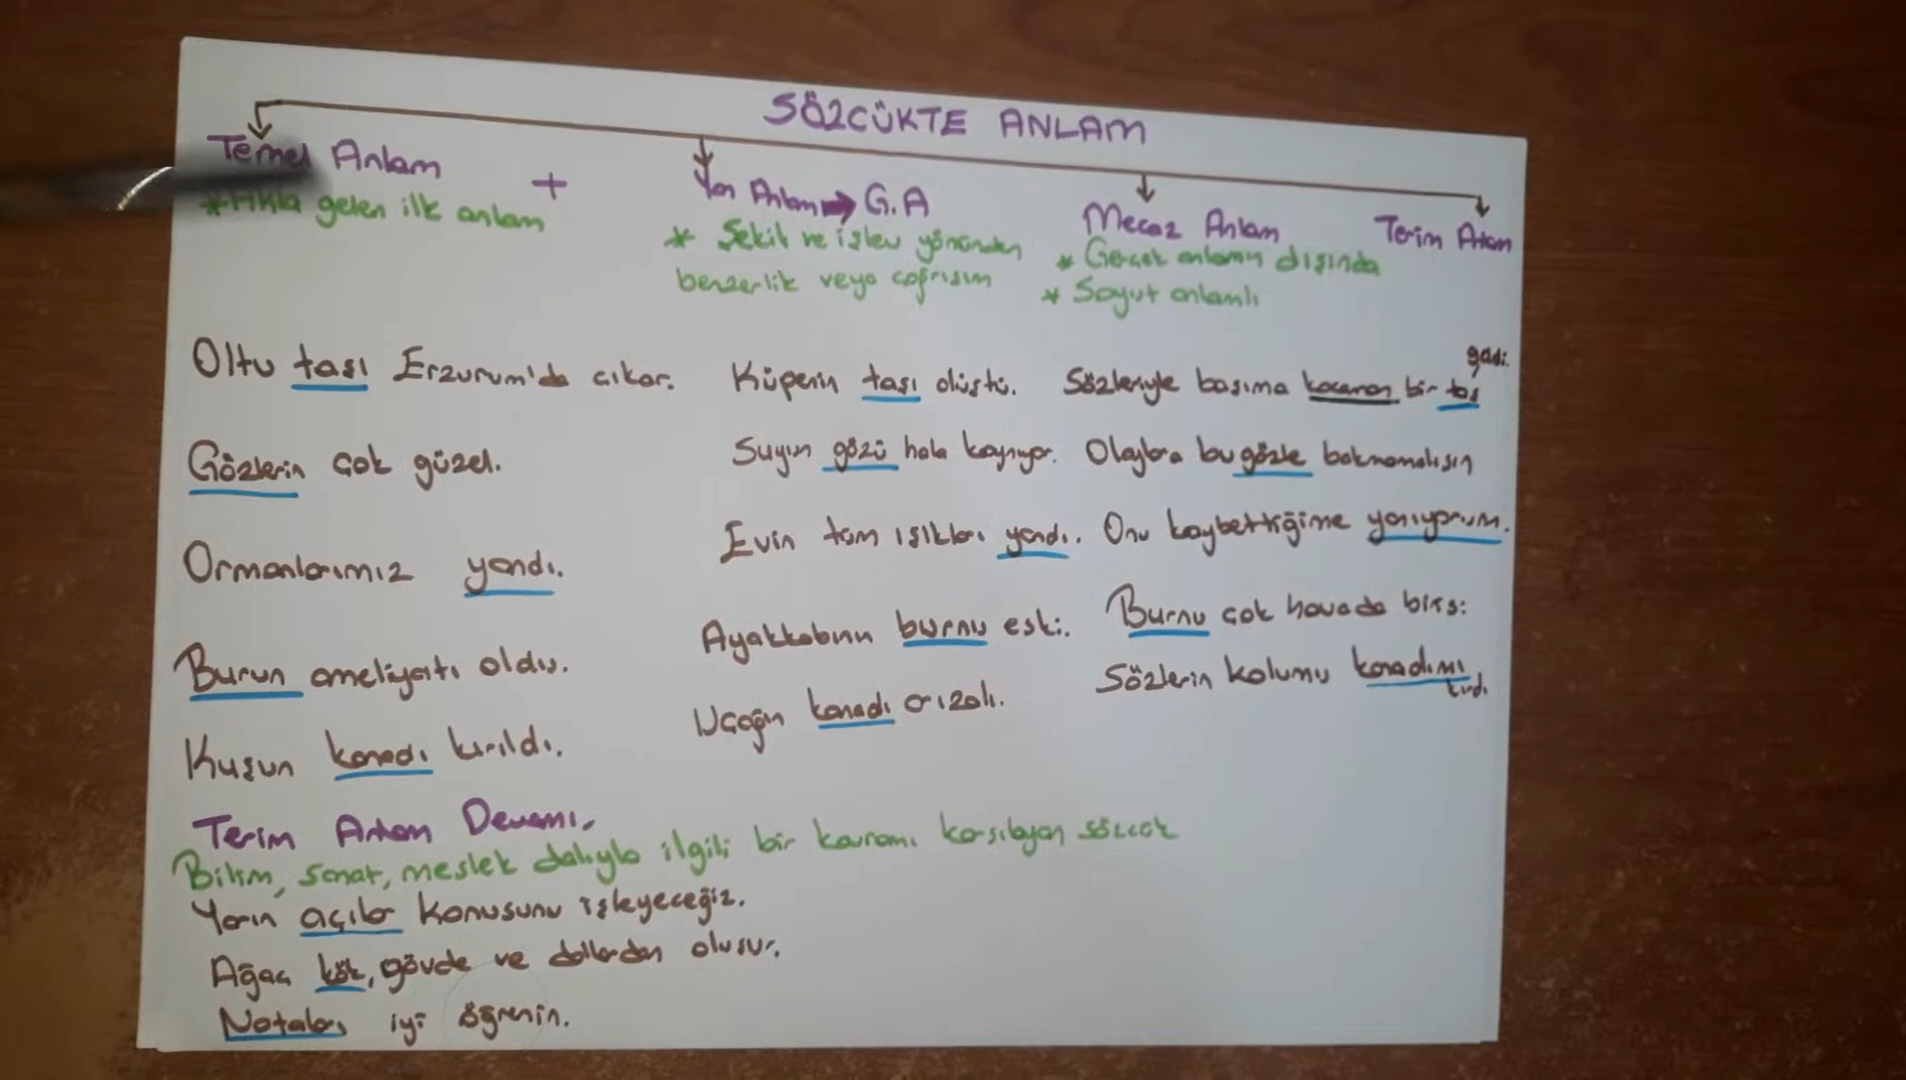 SÖZCÜKTE ANLAM
Temel Anlam +
*Akla gelen ilk anlam
Yan Anlam → G.A
* Şekil ve işlev yönünden
benzerlik veya çağrışım
Mecaz Anlam
* Gerçek anlamın dışında
* Soyut anlamlı
Terim Anlam
Oltu taşı Erzurum'da çıkar.
Gözlerin çok güzel.
Ormanlarımız yandı.
Burun ameliyatı oldu.
Kuşun kanadı kırıldı.
Küpenin taşı düştü.
Suyun gözü hala kaynıyor.
Evin tüm ışıkları yandı.
Ayakkabının burnu eski.
Uçağın kanadı arızalı.
Sözleriyle başıma kocaman bir taş
geldi.
Olaylara bu gözle bakmamalısın
Onu kaybettiğime yanıyorum.
Burnu çok havada birisi
Sözlerin kolumu kanadımı
kırdı
Terim Anlam Devamı,
Bilim, sanat, meslek dalıyla ilgili bir kavramı karşılayan sözcük
Yarın açılar konusunu işleyeceğiz.
Ağaç kök, gövde ve dallardan oluşur.
Notaları iyi öğrenin.